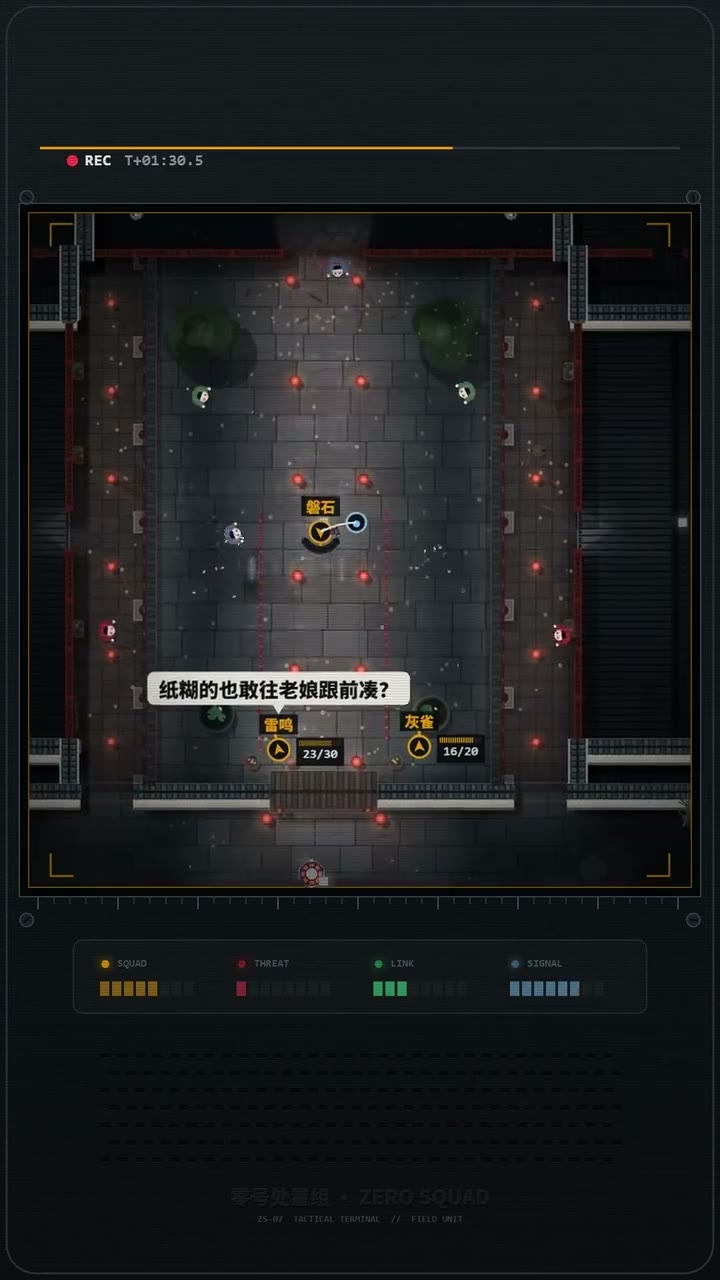 REC T+01:30.5
磐石
纸糊的也敢往老娘跟前凑?
雷鸣
23/30
灰雀
16/20
SQUAD
THREAT
LINK
SIGNAL
零号处置组 · ZERO SQUAD
ZS-07 TACTICAL TERMINAL // FIELD UNIT